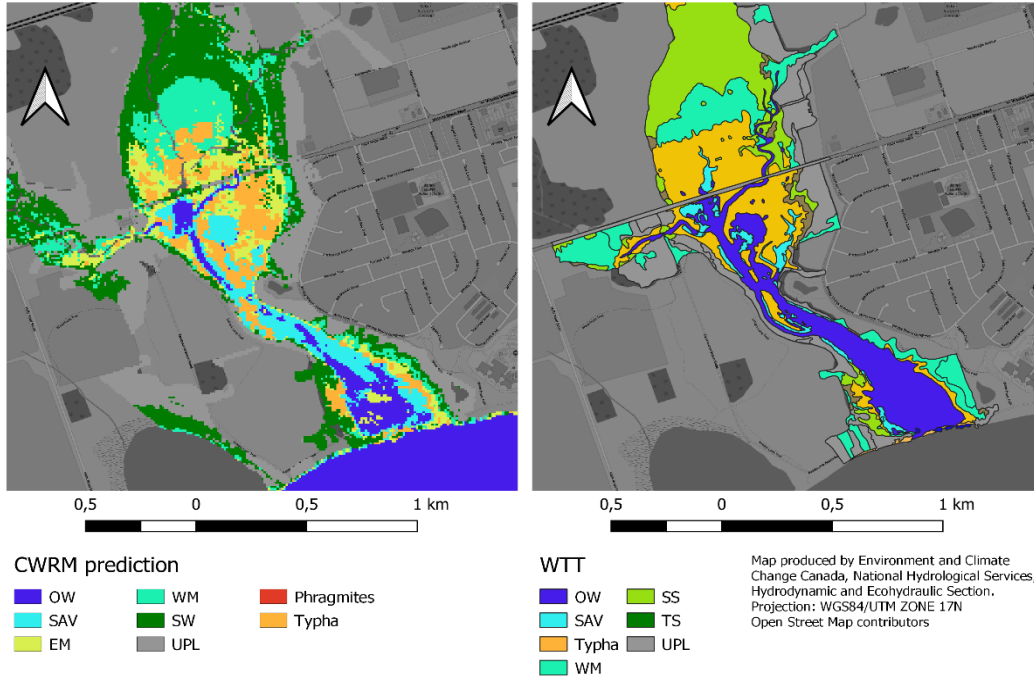 0,5 0 0,5 1 km
0,5 0 0,5 1 km
CWRM prediction
OW
SAV
EM
WM
SW
UPL
Phragmites
Typha
WTT
OW
SAV
Typha
WM
SS
TS
UPL
Map produced by Environment and Climate
Change Canada, National Hydrological Services,
Hydrodynamic and Ecohydraulic Section.
Projection: WGS84/UTM ZONE 17N
Open Street Map contributors